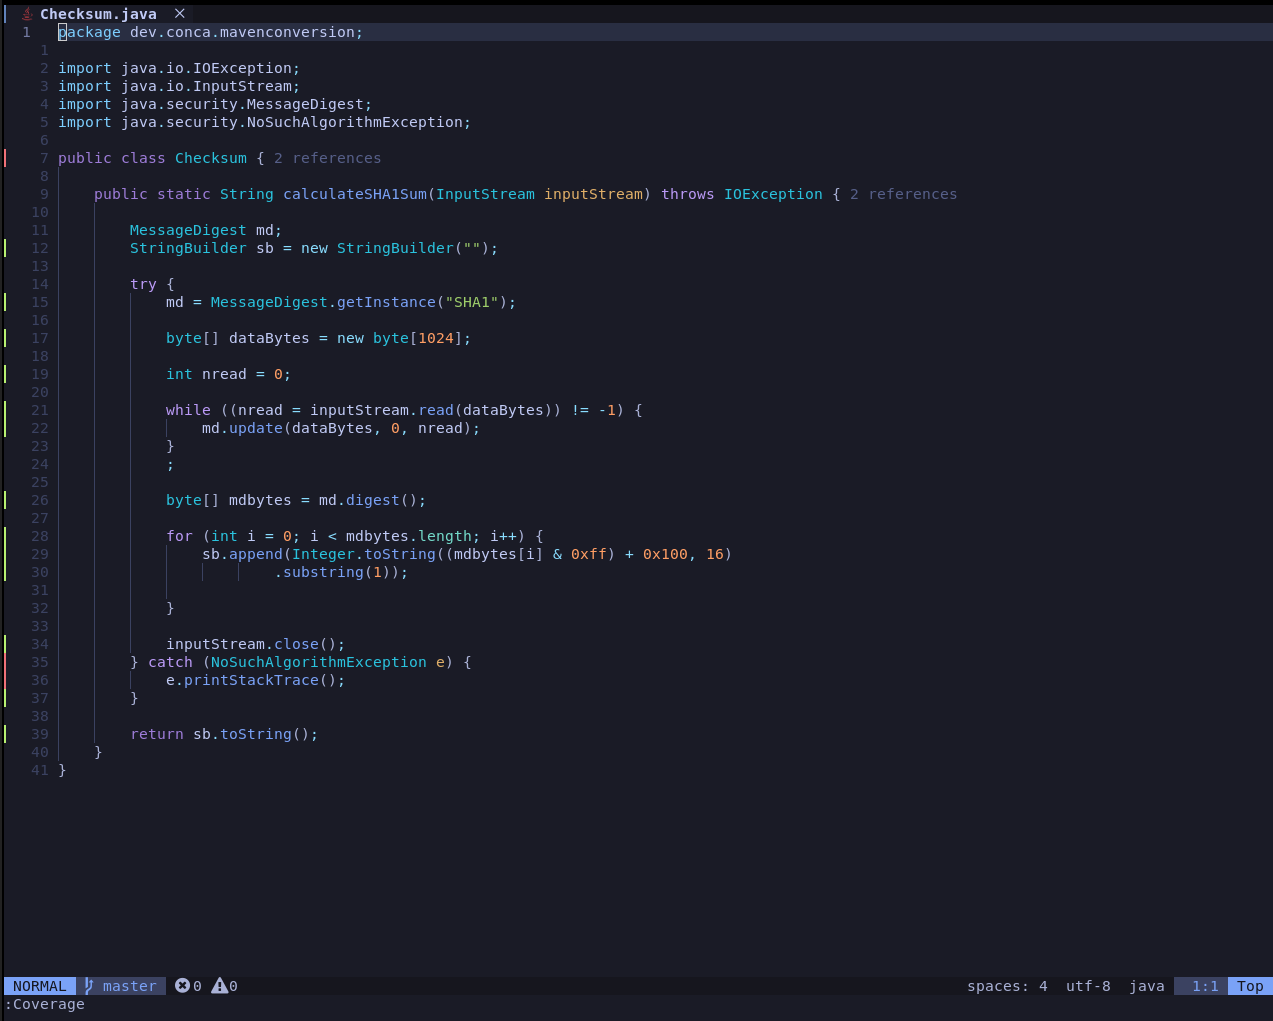 Checksum.java ×
1 package dev.conca.mavenconversion;
1
2 import java.io.IOException;
3 import java.io.InputStream;
4 import java.security.MessageDigest;
5 import java.security.NoSuchAlgorithmException;
6
7 public class Checksum { 2 references
8
9 public static String calculateSHA1Sum(InputStream inputStream) throws IOException { 2 references
10
11 MessageDigest md;
12 StringBuilder sb = new StringBuilder("");
13
14 try {
15 md = MessageDigest.getInstance("SHA1");
16
17 byte[] dataBytes = new byte[1024];
18
19 int nread = 0;
20
21 while ((nread = inputStream.read(dataBytes)) != -1) {
22 md.update(dataBytes, 0, nread);
23 }
24 ;
25
26 byte[] mdbytes = md.digest();
27
28 for (int i = 0; i < mdbytes.length; i++) {
29 sb.append(Integer.toString((mdbytes[i] & 0xff) + 0x100, 16)
30 .substring(1));
31
32 }
33
34 inputStream.close();
35 } catch (NoSuchAlgorithmException e) {
36 e.printStackTrace();
37 }
38
39 return sb.toString();
40 }
41 }
NORMAL master 0 0 spaces: 4 utf-8 java 1:1 Top
:Coverage